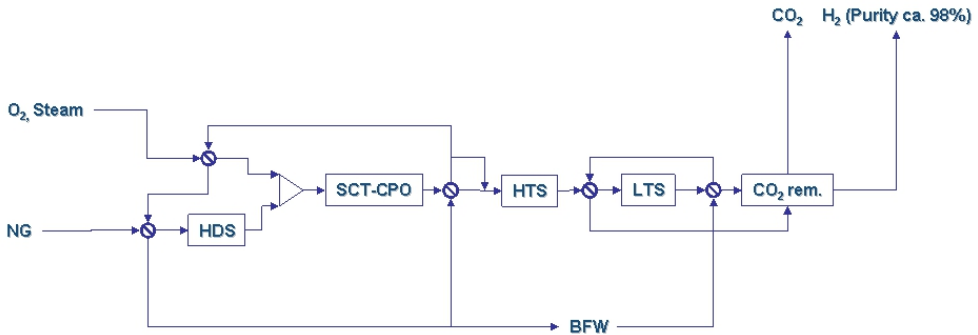 CO₂ H₂ (Purity ca. 98%)
O₂, Steam
SCT-CPO
HTS
LTS
CO₂ rem.
NG
HDS
BFW